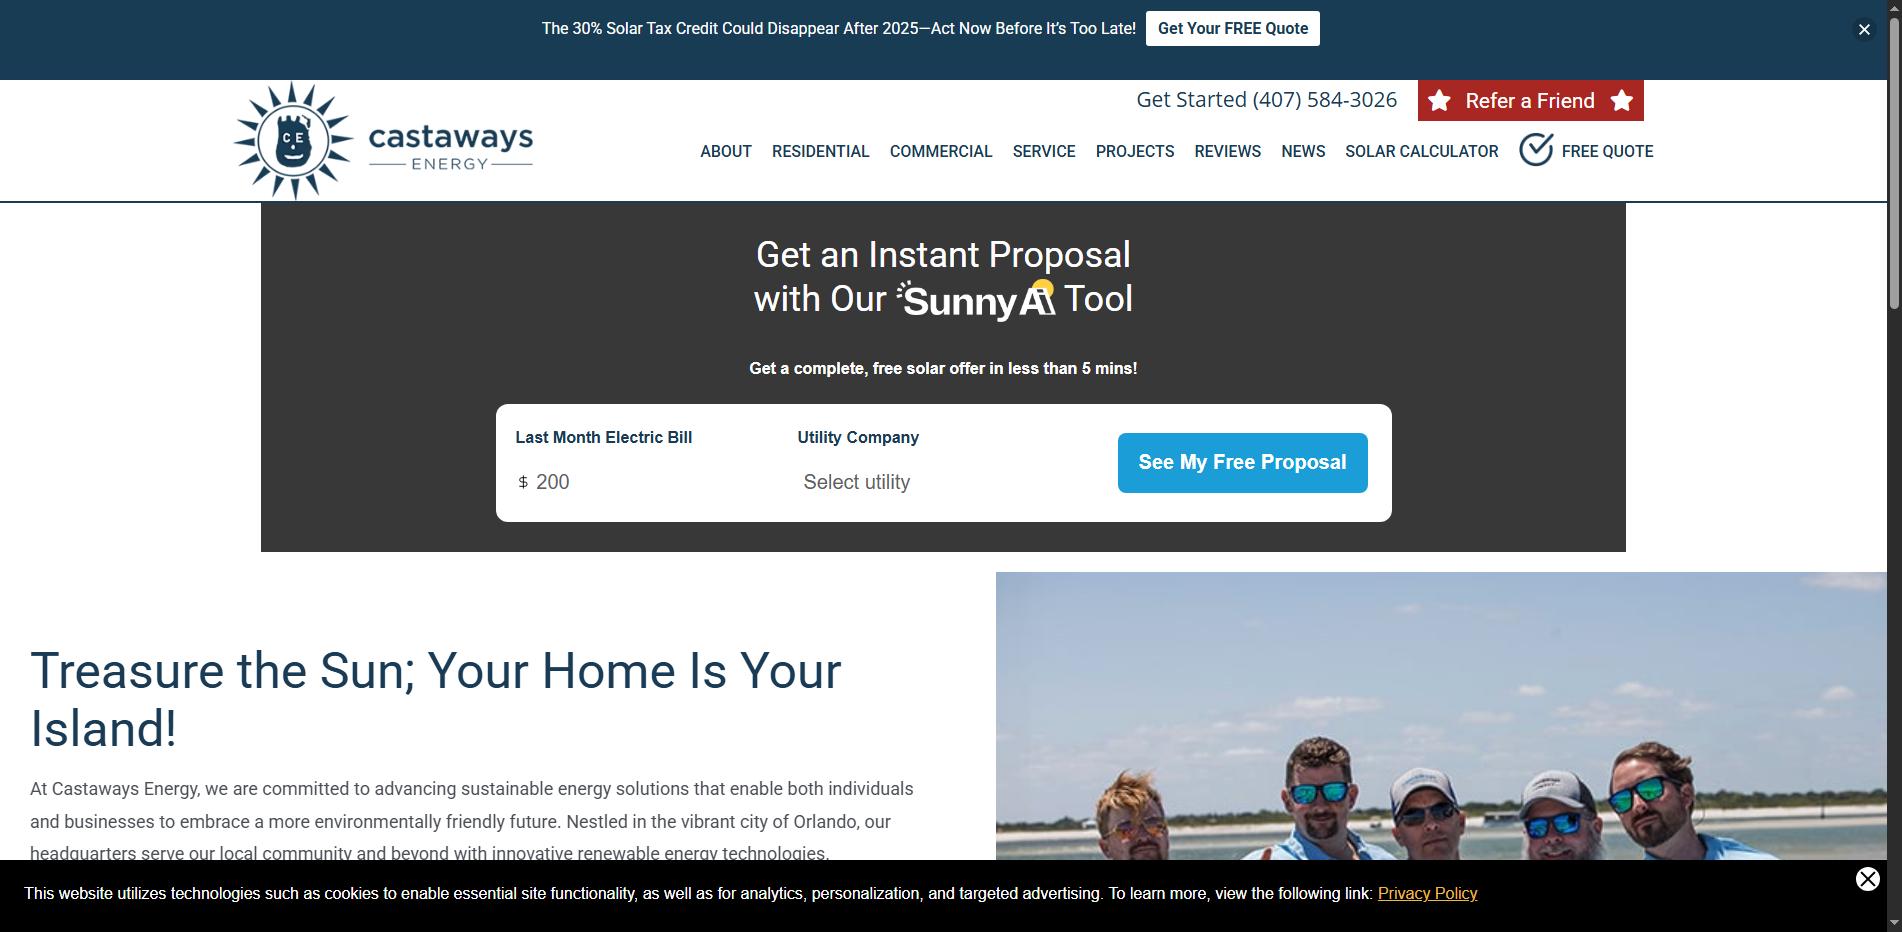 The 30% Solar Tax Credit Could Disappear After 2025—Act Now Before It's Too Late!
Get Your FREE Quote
Get Started (407) 584-3026
Refer a Friend
CE
castaways
ENERGY
ABOUT
RESIDENTIAL
COMMERCIAL
SERVICE
PROJECTS
REVIEWS
NEWS
SOLAR CALCULATOR
FREE QUOTE
Get an Instant Proposal
with Our SunnyAI Tool
Get a complete, free solar offer in less than 5 mins!
Last Month Electric Bill
Utility Company
$ 200
Select utility
See My Free Proposal
Treasure the Sun; Your Home Is Your
Island!
At Castaways Energy, we are committed to advancing sustainable energy solutions that enable both individuals
and businesses to embrace a more environmentally friendly future. Nestled in the vibrant city of Orlando, our
headquarters serve our local community and beyond with innovative renewable energy technologies.
This website utilizes technologies such as cookies to enable essential site functionality, as well as for analytics, personalization, and targeted advertising. To learn more, view the following link: Privacy Policy